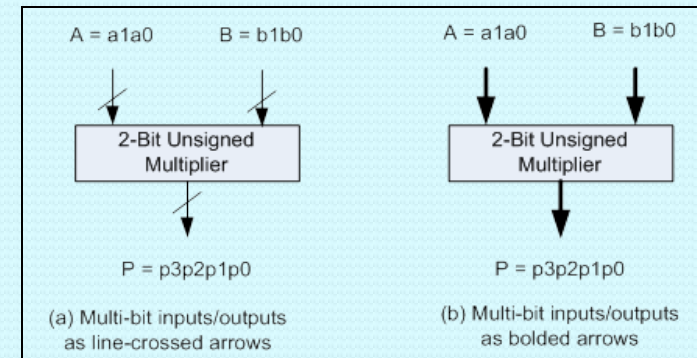 A = a1a0
B = b1b0
2-Bit Unsigned
Multiplier
P = p3p2p1p0
(a) Multi-bit inputs/outputs
as line-crossed arrows
A = a1a0
B = b1b0
2-Bit Unsigned
Multiplier
P = p3p2p1p0
(b) Multi-bit inputs/outputs
as bolded arrows